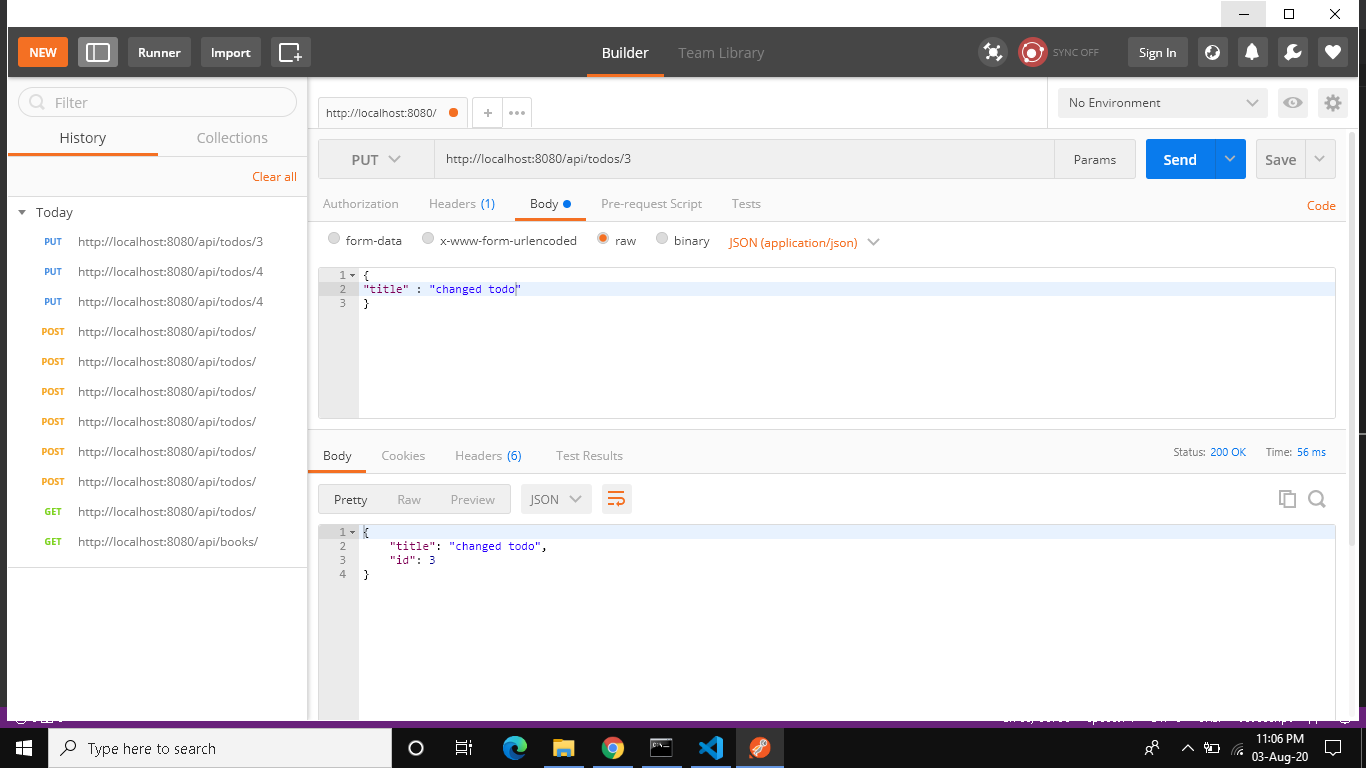 NEW
Runner
Import
Builder
Team Library
SYNC OFF
Sign In
Filter
History
Collections
Clear all
Today
PUT http://localhost:8080/api/todos/3
PUT http://localhost:8080/api/todos/4
PUT http://localhost:8080/api/todos/4
POST http://localhost:8080/api/todos/
POST http://localhost:8080/api/todos/
POST http://localhost:8080/api/todos/
POST http://localhost:8080/api/todos/
POST http://localhost:8080/api/todos/
POST http://localhost:8080/api/todos/
GET http://localhost:8080/api/todos/
GET http://localhost:8080/api/books/
http://localhost:8080/
+
•••
No Environment
PUT
http://localhost:8080/api/todos/3
Params
Send
Save
Authorization
Headers (1)
Body
Pre-request Script
Tests
Code
form-data
x-www-form-urlencoded
raw
binary
JSON (application/json)
1 {
2 "title" : "changed todo"
3 }
Body
Cookies
Headers (6)
Test Results
Status: 200 OK
Time: 56 ms
Pretty
Raw
Preview
JSON
1 {
2 "title": "changed todo",
3 "id": 3
4 }
Type here to search
11:06 PM
03-Aug-20